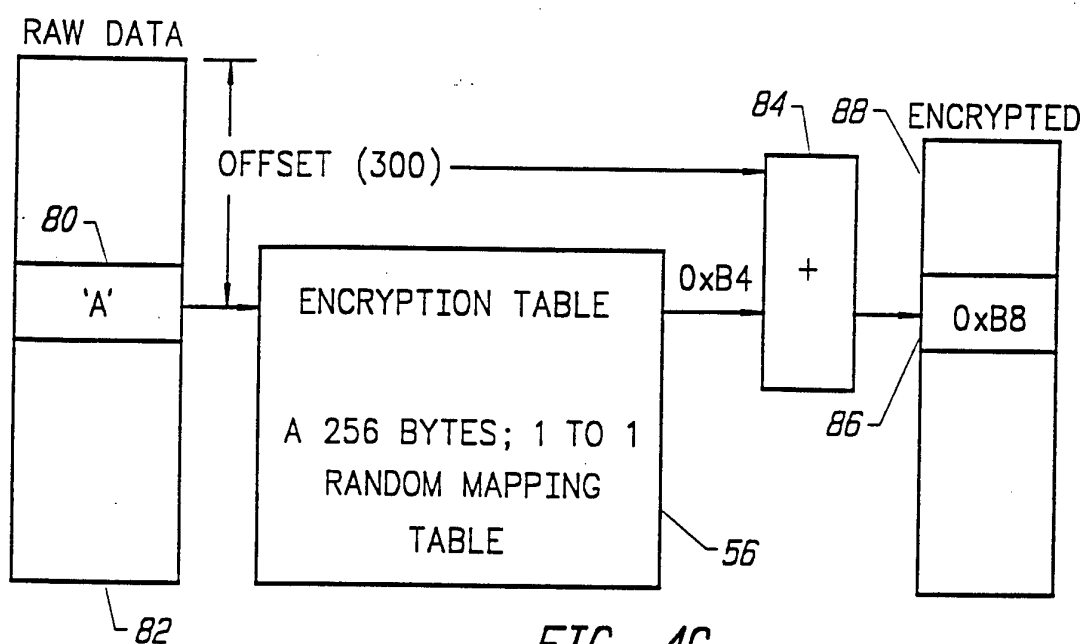 RAW DATA
84
88
ENCRYPTED
OFFSET (300)
80
'A'
0xB4
+
0xB8
ENCRYPTION TABLE
86
A 256 BYTES; 1 TO 1
RANDOM MAPPING
TABLE
56
82